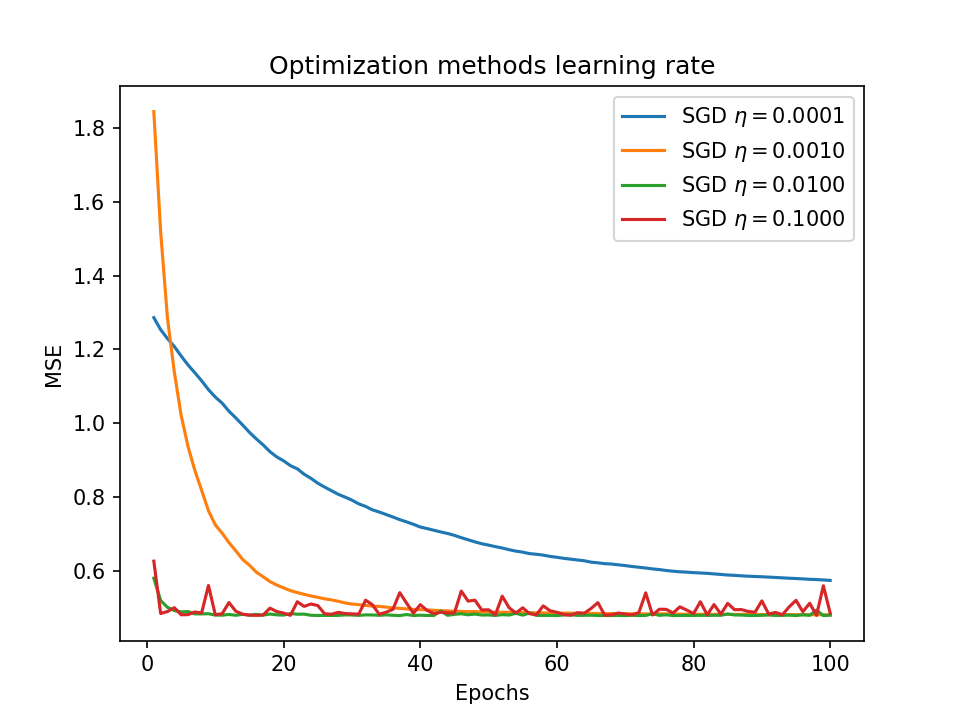 Optimization methods learning rate
SGD η = 0.0001
SGD η = 0.0010
SGD η = 0.0100
SGD η = 0.1000
MSE
1.8
1.6
1.4
1.2
1.0
0.8
0.6
0 20 40 60 80 100
Epochs